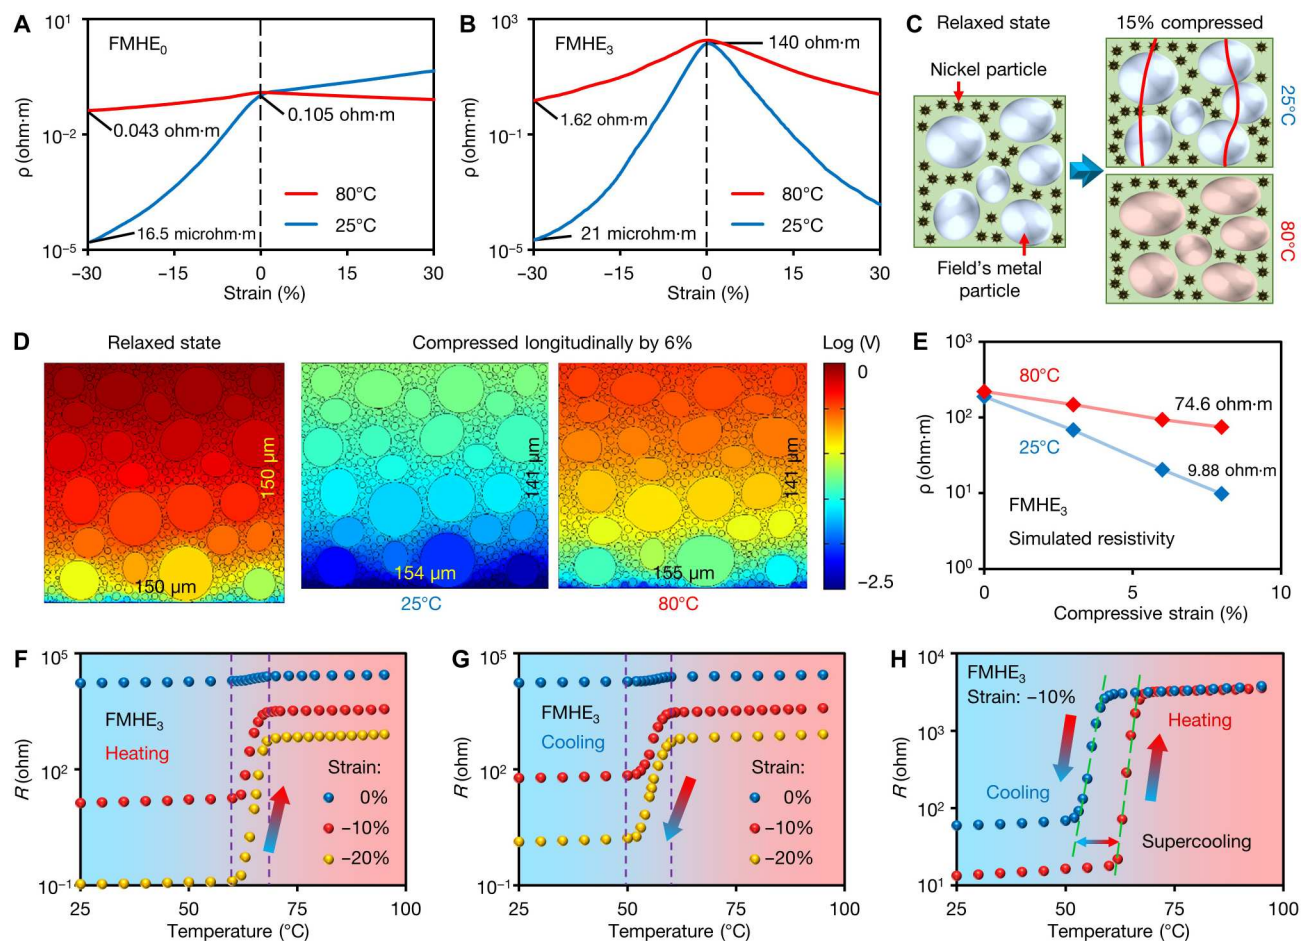 A
FMHE₀
10¹
10⁻²
10⁻⁵
ρ (ohm·m)
0.043 ohm·m
0.105 ohm·m
16.5 microhm·m
80°C
25°C
−30
−15
0
15
30
Strain (%)
B
FMHE₃
10³
10⁻¹
10⁻⁵
ρ (ohm·m)
140 ohm·m
1.62 ohm·m
21 microhm·m
80°C
25°C
−30
−15
0
15
30
Strain (%)
C
Relaxed state
15% compressed
Nickel particle
Field's metal
particle
25°C
80°C
D
Relaxed state
Compressed longitudinally by 6%
Log (V)
0
−2.5
150 µm
150 µm
141 µm
154 µm
141 µm
155 µm
25°C
80°C
E
10³
10²
10¹
10⁰
ρ (ohm·m)
80°C
25°C
74.6 ohm·m
9.88 ohm·m
FMHE₃
Simulated resistivity
0
5
10
Compressive strain (%)
F
10⁵
10²
10⁻¹
R (ohm)
FMHE₃
Heating
Strain:
0%
−10%
−20%
25
50
75
100
Temperature (°C)
G
10⁵
10²
10⁻¹
R (ohm)
FMHE₃
Cooling
Strain:
0%
−10%
−20%
25
50
75
100
Temperature (°C)
H
10⁴
10³
10²
10¹
R (ohm)
FMHE₃
Strain: −10%
Heating
Cooling
Supercooling
25
50
75
100
Temperature (°C)